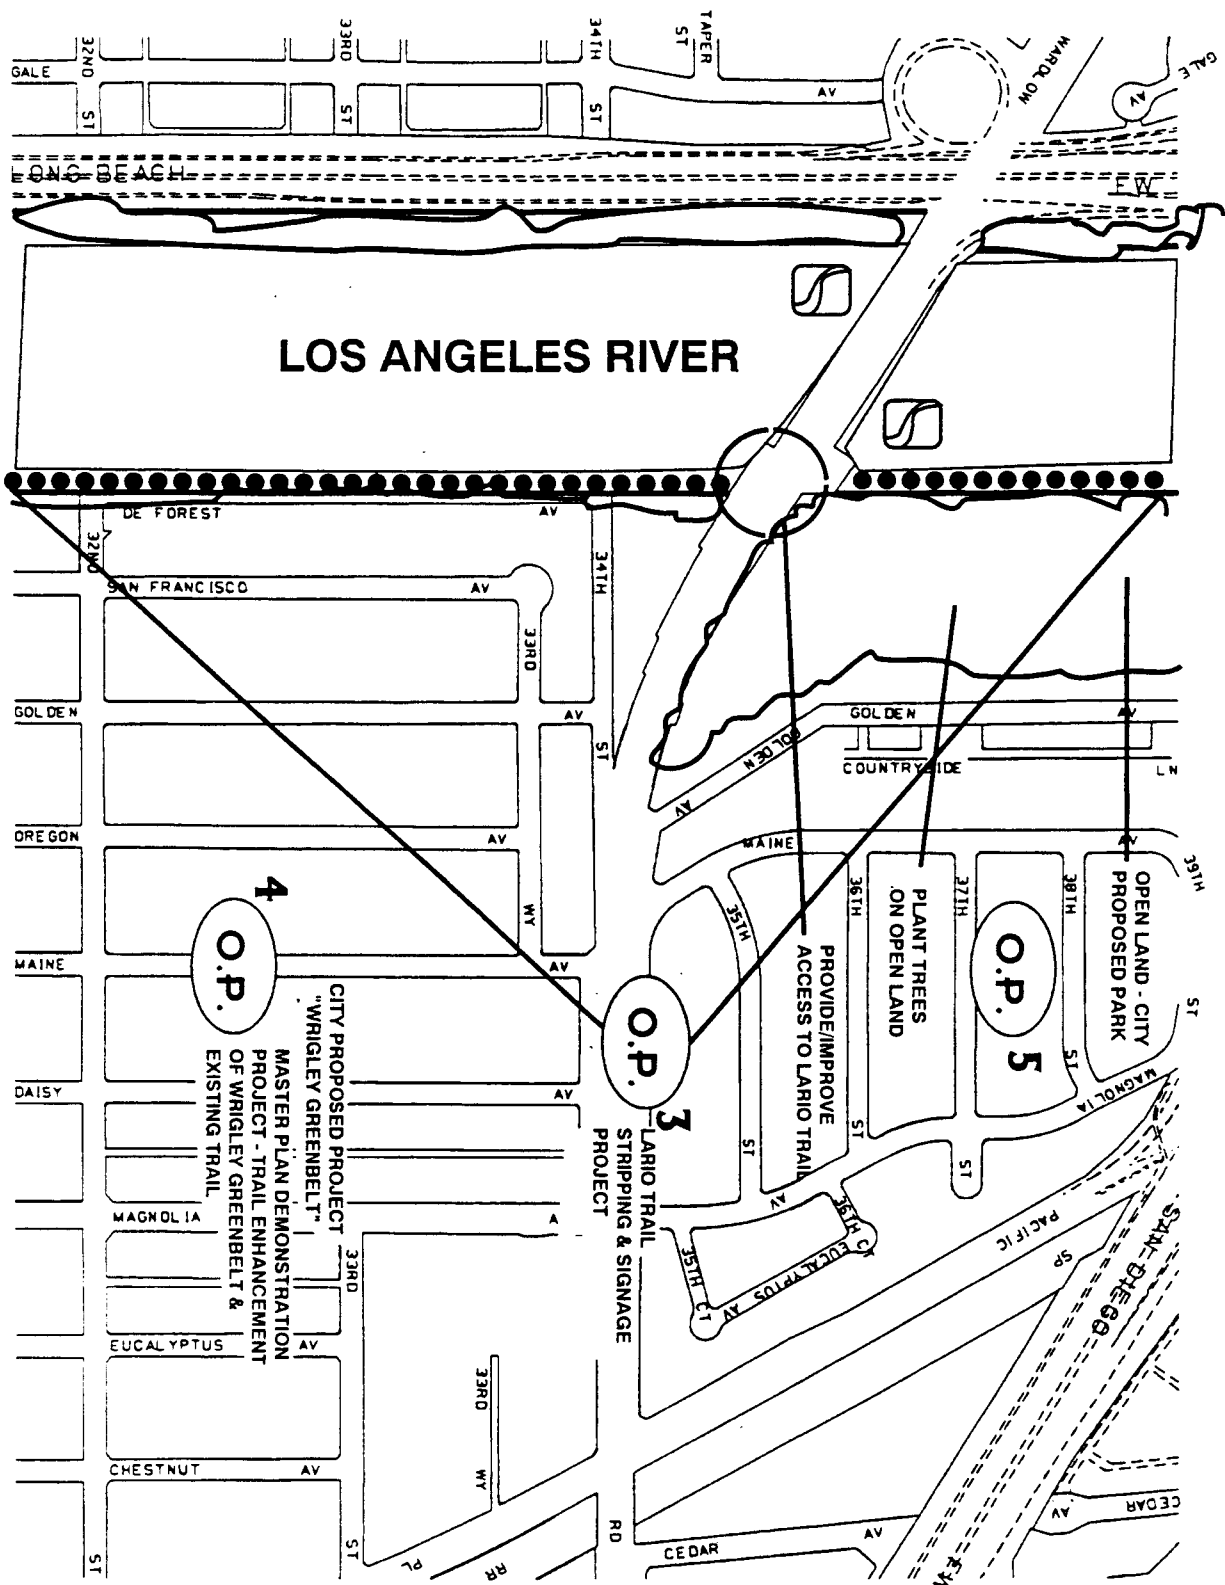 TAPER
ST
32ND
ST
33RD
ST
34TH
ST
GALE
AV
WARDLOW
GALE
AV
LONG BEACH
FW
LOS ANGELES RIVER
DE FOREST
AV
32ND
SAN FRANCISCO
AV
34TH
ST
33RD
WY
GOLDEN
AV
GOLDEN
AV
GOLDEN
AV
COUNTRYSIDE
LN
OREGON
AV
MAINE
AV
39TH
ST
35TH
ST
36TH
ST
37TH
ST
38TH
ST
OPEN LAND - CITY
PROPOSED PARK
PLANT TREES
ON OPEN LAND
PROVIDE/IMPROVE
ACCESS TO LARIO TRAIL
O.P.
5
O.P.
4
O.P.
3
MAINE
AV
CITY PROPOSED PROJECT
"WRIGLEY GREENBELT"
MASTER PLAN DEMONSTRATION
PROJECT - TRAIL ENHANCEMENT
OF WRIGLEY GREENBELT &
EXISTING TRAIL
LARIO TRAIL
STRIPPING & SIGNAGE
PROJECT
DAISY
AV
MAGNOLIA
AV
MAGNOLIA
A
36TH CT
35TH CT
EUCALYPTUS
AV
PACIFIC
SP
SAN DIEGO
33RD
ST
EUCALYPTUS
AV
33RD
WY
CHESTNUT
AV
ST
PL
RR
RD
CEDAR
AV
CEDAR
AV